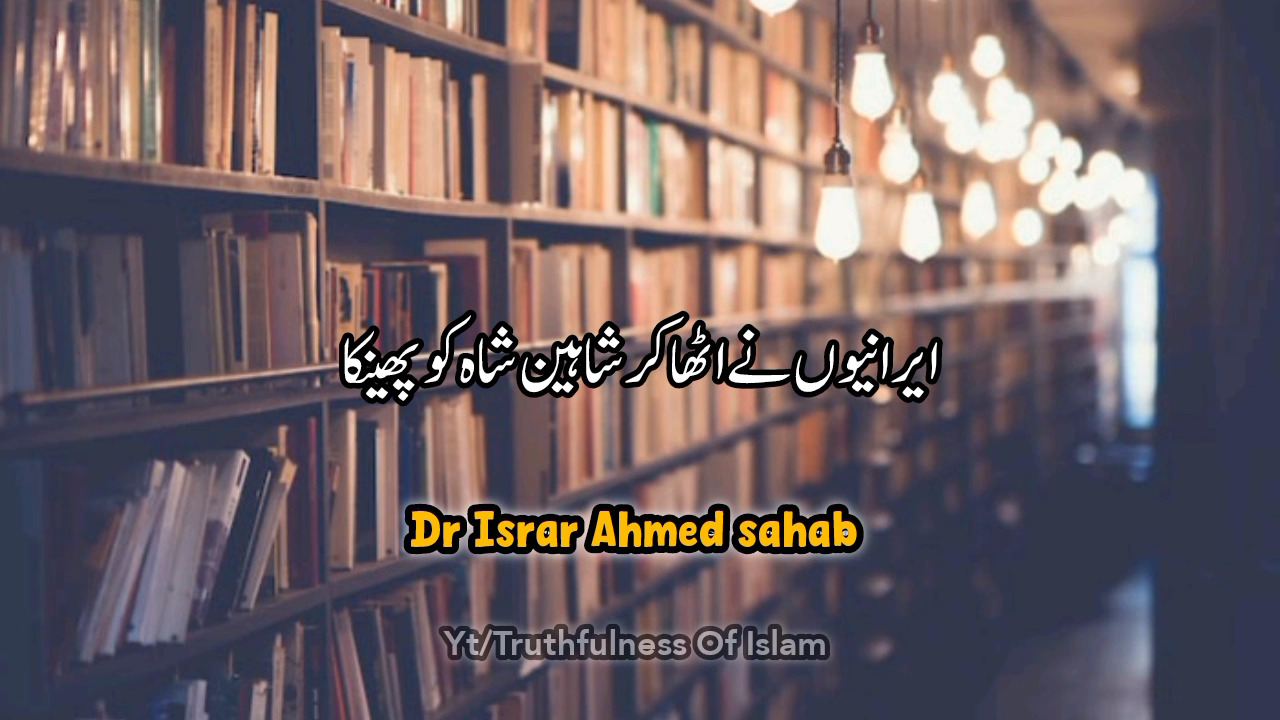 ایرانیوں نے اٹھا کر شاہین شاہ کو پھینکا
Dr Israr Ahmed sahab
Yt/Truthfulness Of Islam